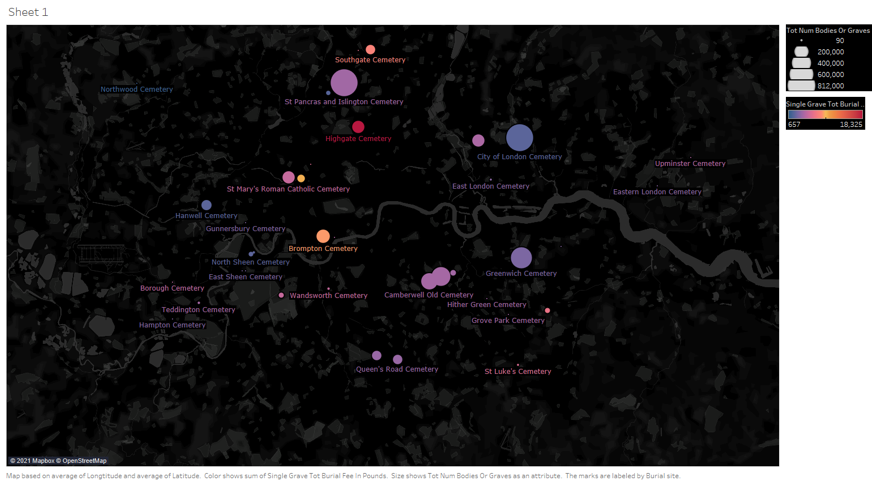 Sheet 1
Southgate Cemetery
Northwood Cemetery
St Pancras and Islington Cemetery
Highgate Cemetery
City of London Cemetery
Upminster Cemetery
St Mary's Roman Catholic Cemetery
East London Cemetery
Eastern London Cemetery
Hanwell Cemetery
Gunnersbury Cemetery
Brompton Cemetery
North Sheen Cemetery
East Sheen Cemetery
Greenwich Cemetery
Borough Cemetery
Wandsworth Cemetery
Camberwell Old Cemetery
Hither Green Cemetery
Teddington Cemetery
Grove Park Cemetery
Hampton Cemetery
Queen's Road Cemetery
St Luke's Cemetery
© 2021 Mapbox © OpenStreetMap
Tot Num Bodies Or Graves
90
200,000
400,000
600,000
812,000
Single Grave Tot Burial ..
657 18,325
Map based on average of Longtitude and average of Latitude. Color shows sum of Single Grave Tot Burial Fee in Pounds. Size shows Tot Num Bodies Or Graves as an attribute. The marks are labeled by Burial site.